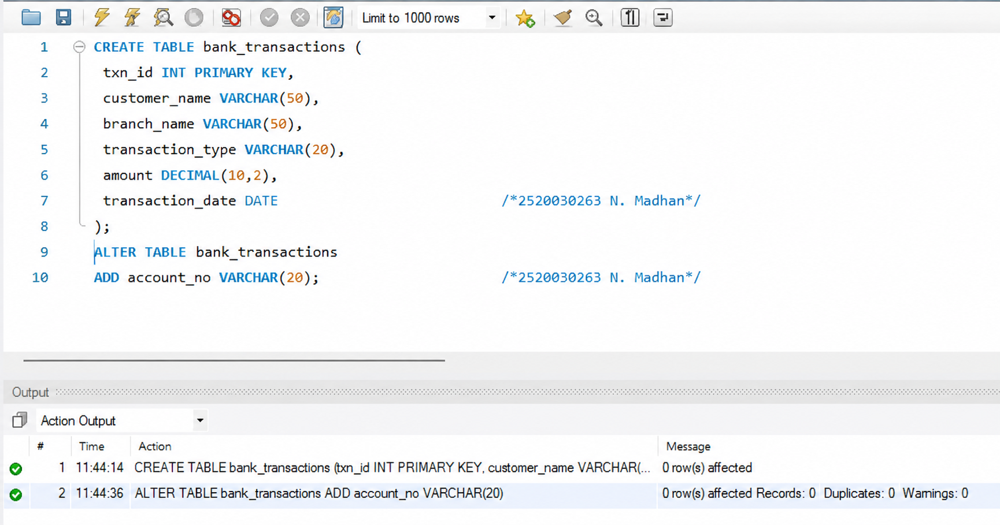 Limit to 1000 rows
1 CREATE TABLE bank_transactions (
2 txn_id INT PRIMARY KEY,
3 customer_name VARCHAR(50),
4 branch_name VARCHAR(50),
5 transaction_type VARCHAR(20),
6 amount DECIMAL(10,2),
7 transaction_date DATE /*2520030263 N. Madhan*/
8 );
9 ALTER TABLE bank_transactions
10 ADD account_no VARCHAR(20); /*2520030263 N. Madhan*/
Output
Action Output
# Time Action Message
1 11:44:14 CREATE TABLE bank_transactions (txn_id INT PRIMARY KEY, customer_name VARCHAR(... 0 row(s) affected
2 11:44:36 ALTER TABLE bank_transactions ADD account_no VARCHAR(20) 0 row(s) affected Records: 0 Duplicates: 0 Warnings: 0